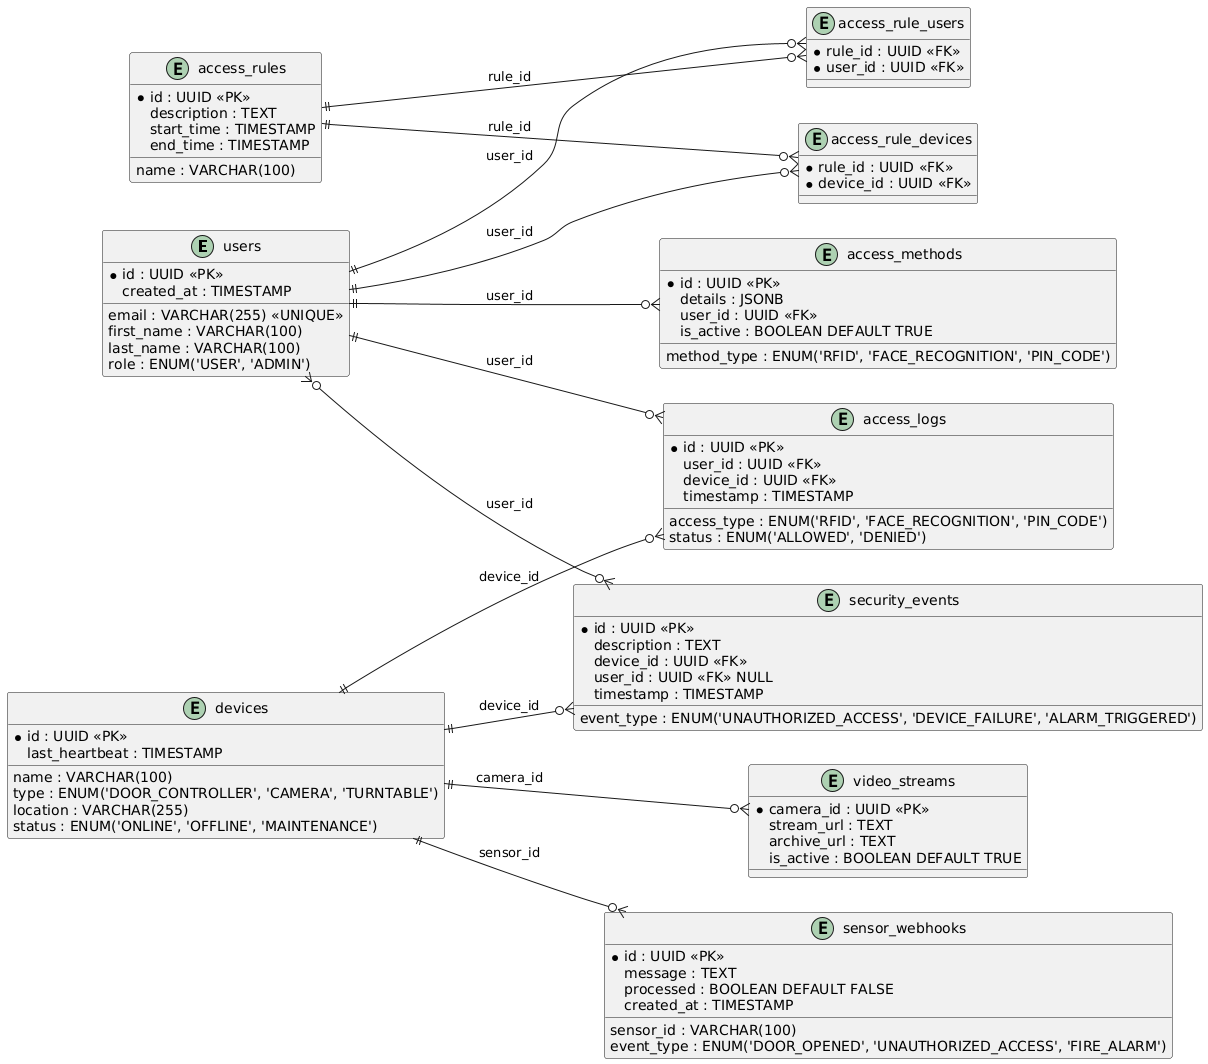 E access_rule_users
* rule_id : UUID «FK»
* user_id : UUID «FK»
E access_rules
* id : UUID «PK»
description : TEXT
start_time : TIMESTAMP
end_time : TIMESTAMP
name : VARCHAR(100)
rule_id
rule_id
user_id
E access_rule_devices
* rule_id : UUID «FK»
* device_id : UUID «FK»
E users
* id : UUID «PK»
created_at : TIMESTAMP
email : VARCHAR(255) «UNIQUE»
first_name : VARCHAR(100)
last_name : VARCHAR(100)
role : ENUM('USER', 'ADMIN')
user_id
user_id
user_id
E access_methods
* id : UUID «PK»
details : JSONB
user_id : UUID «FK»
is_active : BOOLEAN DEFAULT TRUE
method_type : ENUM('RFID', 'FACE_RECOGNITION', 'PIN_CODE')
E access_logs
* id : UUID «PK»
user_id : UUID «FK»
device_id : UUID «FK»
timestamp : TIMESTAMP
access_type : ENUM('RFID', 'FACE_RECOGNITION', 'PIN_CODE')
status : ENUM('ALLOWED', 'DENIED')
user_id
device_id
E security_events
* id : UUID «PK»
description : TEXT
device_id : UUID «FK»
user_id : UUID «FK» NULL
timestamp : TIMESTAMP
event_type : ENUM('UNAUTHORIZED_ACCESS', 'DEVICE_FAILURE', 'ALARM_TRIGGERED')
E devices
* id : UUID «PK»
last_heartbeat : TIMESTAMP
name : VARCHAR(100)
type : ENUM('DOOR_CONTROLLER', 'CAMERA', 'TURNTABLE')
location : VARCHAR(255)
status : ENUM('ONLINE', 'OFFLINE', 'MAINTENANCE')
device_id
camera_id
sensor_id
E video_streams
* camera_id : UUID «PK»
stream_url : TEXT
archive_url : TEXT
is_active : BOOLEAN DEFAULT TRUE
E sensor_webhooks
* id : UUID «PK»
message : TEXT
processed : BOOLEAN DEFAULT FALSE
created_at : TIMESTAMP
sensor_id : VARCHAR(100)
event_type : ENUM('DOOR_OPENED', 'UNAUTHORIZED_ACCESS', 'FIRE_ALARM')